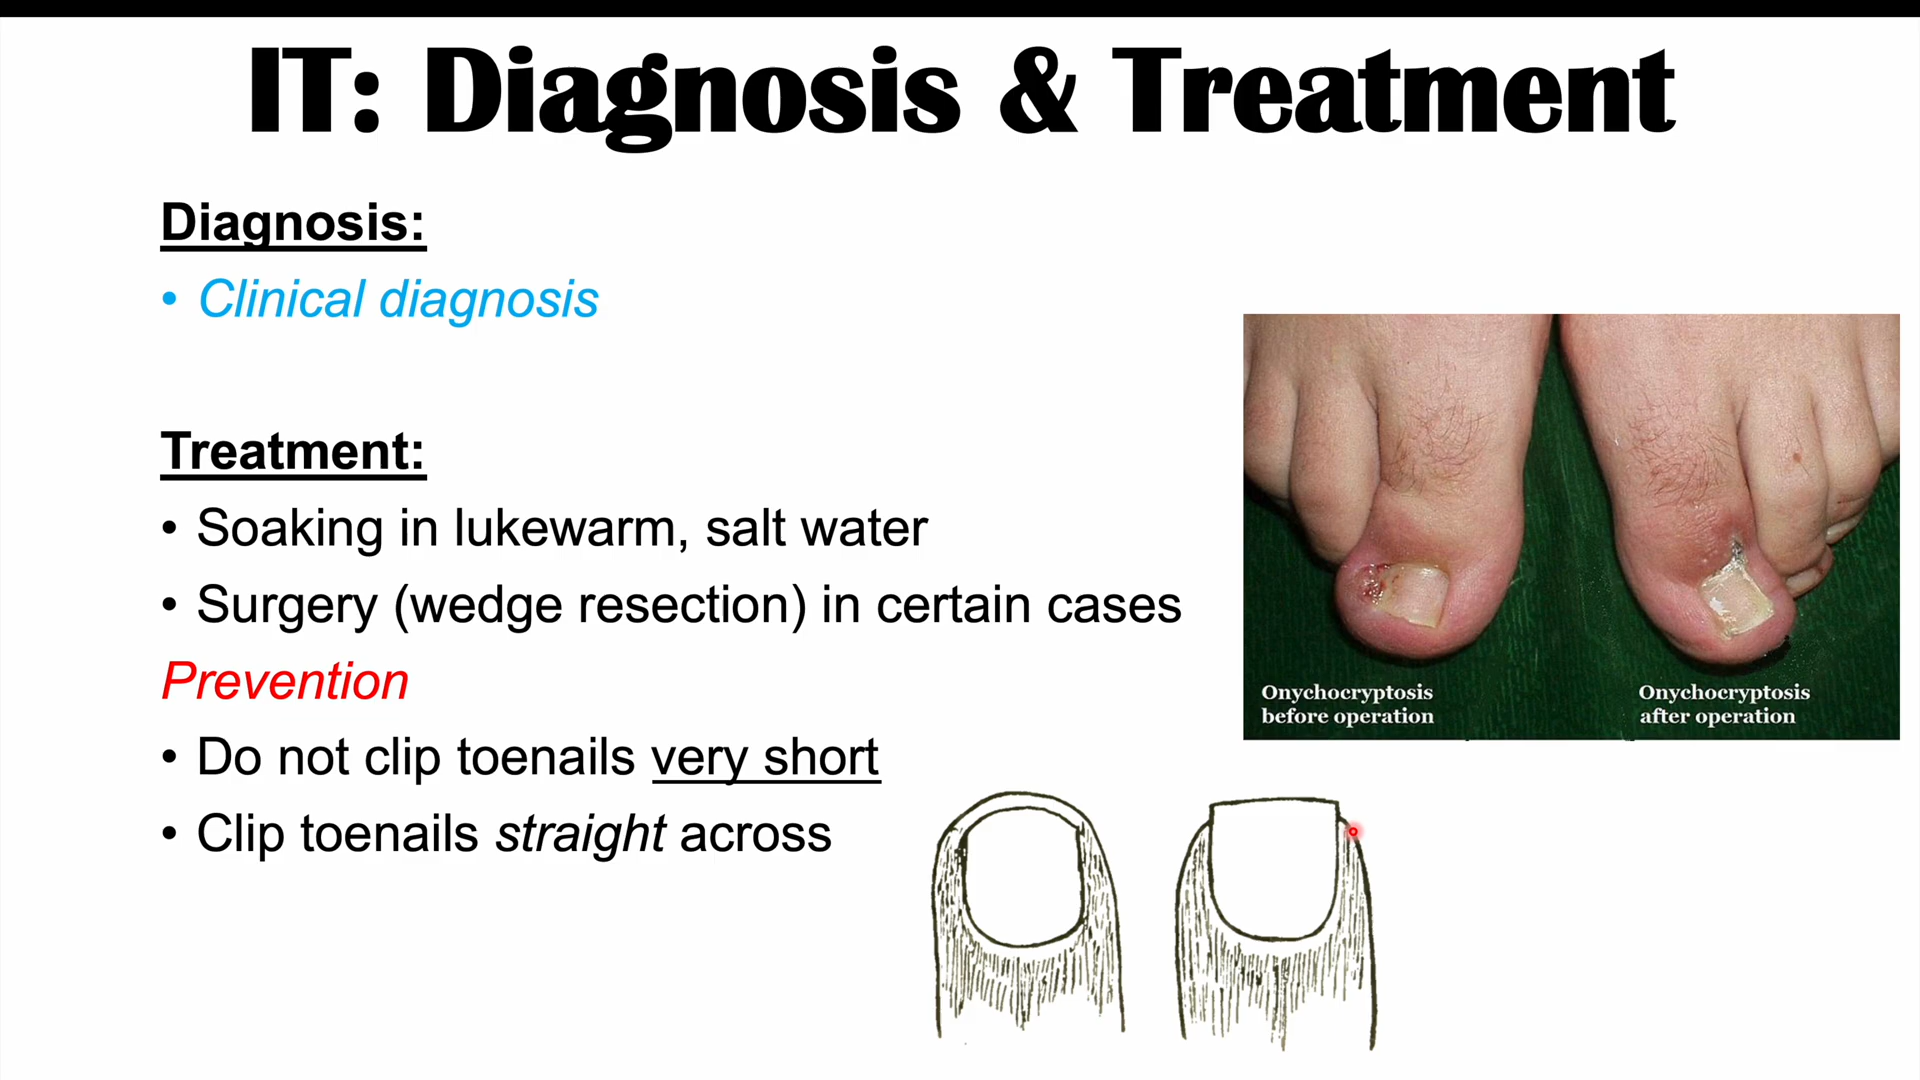 IT: Diagnosis & Treatment
Diagnosis:
• Clinical diagnosis
Treatment:
• Soaking in lukewarm, salt water
• Surgery (wedge resection) in certain cases
Prevention
• Do not clip toenails very short
• Clip toenails straight across
Onychocryptosis
before operation
Onychocryptosis
after operation